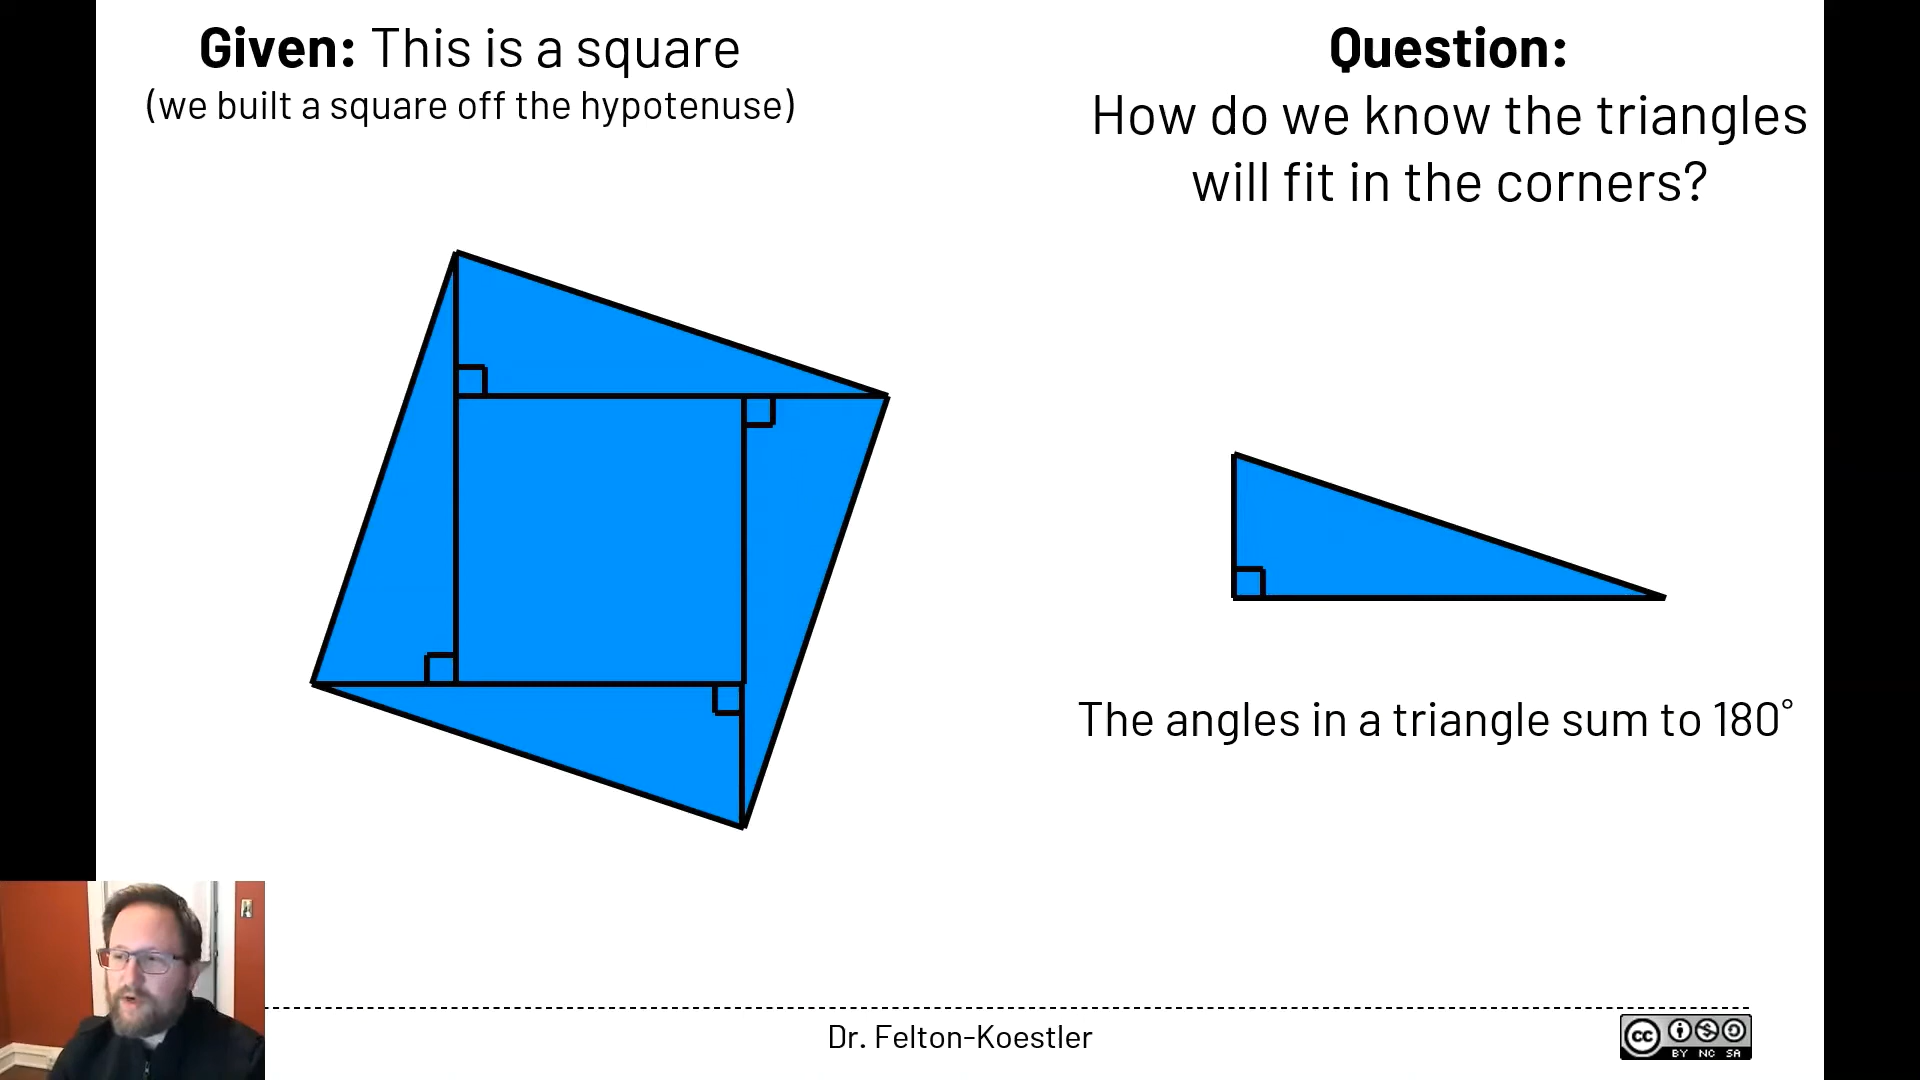 Given: This is a square
(we built a square off the hypotenuse)
Question:
How do we know the triangles
will fit in the corners?
The angles in a triangle sum to 180°
Dr. Felton-Koestler
cc
BY NC SA